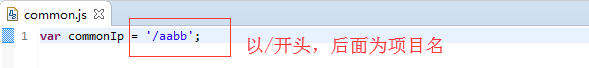 common.js
1 var commonIp = '/aabb';
以/开头，后面为项目名